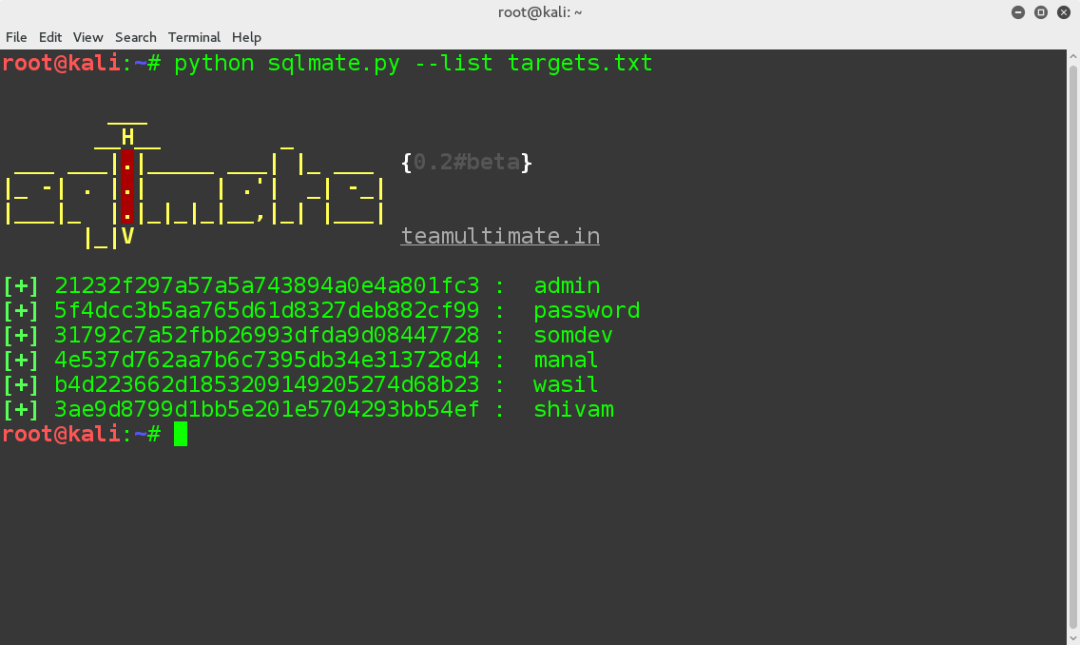 root@kali: ~
File Edit View Search Terminal Help
root@kali:~# python sqlmate.py --list targets.txt
H
{0.2#beta}
V
teamultimate.in
[+] 21232f297a57a5a743894a0e4a801fc3 : admin
[+] 5f4dcc3b5aa765d61d8327deb882cf99 : password
[+] 31792c7a52fbb26993dfda9d08447728 : somdev
[+] 4e537d762aa7b6c7395db34e313728d4 : manal
[+] b4d223662d1853209149205274d68b23 : wasil
[+] 3ae9d8799d1bb5e201e5704293bb54ef : shivam
root@kali:~#